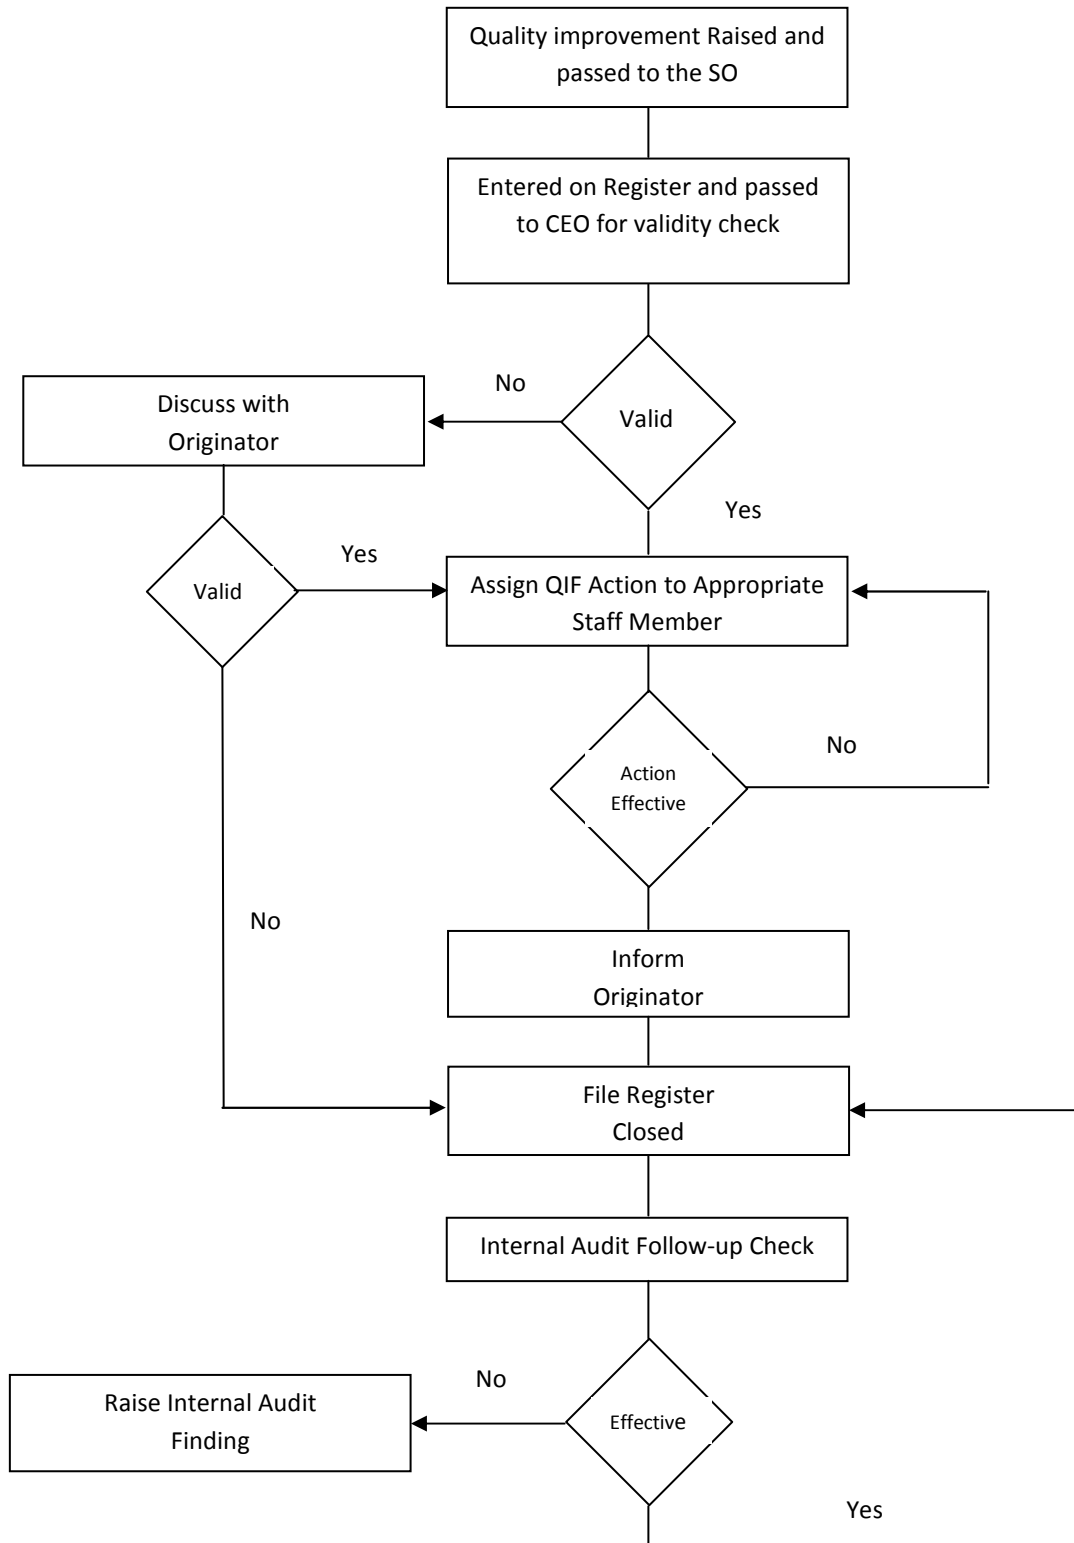 Quality improvement Raised and
passed to the SO
Entered on Register and passed
to CEO for validity check
No
Discuss with
Originator
Valid
Yes
Yes
Valid
Assign QIF Action to Appropriate
Staff Member
No
Action
Effective
No
Inform
Originator
File Register
Closed
Internal Audit Follow-up Check
No
Raise Internal Audit
Finding
Effective
Yes